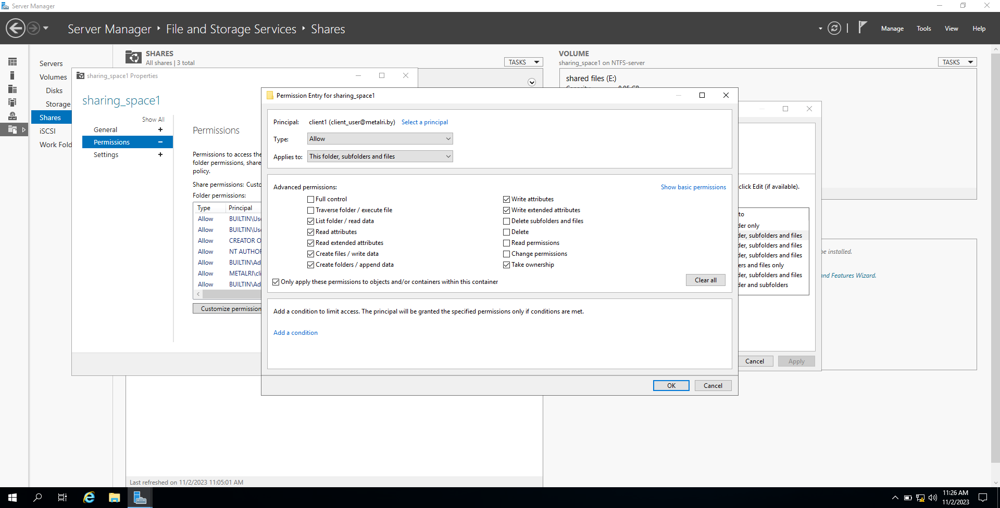 Server Manager
Server Manager ‣ File and Storage Services ‣ Shares
Manage Tools View Help
Servers
Volumes
Disks
Storage
Shares
iSCSI
Work Fold
SHARES
All shares | 3 total
TASKS
VOLUME
sharing_space1 on NTFS-server
TASKS
shared files (E:)
sharing_space1 Properties
sharing_space1
Show All
General +
Permissions −
Settings +
Permissions
Permissions to access the
folder permissions, share
policy.
Share permissions: Custo
Folder permissions:
Type Principal
Allow BUILTIN\Use
Allow BUILTIN\Use
Allow CREATOR O
Allow NT AUTHOR
Allow BUILTIN\Ad
Allow METALRI\cli
Allow BUILTIN\Ad
Customize permission
Permission Entry for sharing_space1
Principal: client1 (client_user@metalri.by) Select a principal
Type: Allow
Applies to: This folder, subfolders and files
Advanced permissions:
Show basic permissions
Full control
Traverse folder / execute file
List folder / read data
Read attributes
Read extended attributes
Create files / write data
Create folders / append data
Write attributes
Write extended attributes
Delete subfolders and files
Delete
Read permissions
Change permissions
Take ownership
Only apply these permissions to objects and/or containers within this container
Clear all
Add a condition to limit access. The principal will be granted the specified permissions only if conditions are met.
Add a condition
OK Cancel
click Edit (if available).
to
der only
der, subfolders and files
der, subfolders and files
der, subfolders and files
ers and files only
der, subfolders and files
der and subfolders
Cancel Apply
be installed.
and Features Wizard.
Last refreshed on 11/2/2023 11:05:01 AM
11:26 AM
11/2/2023